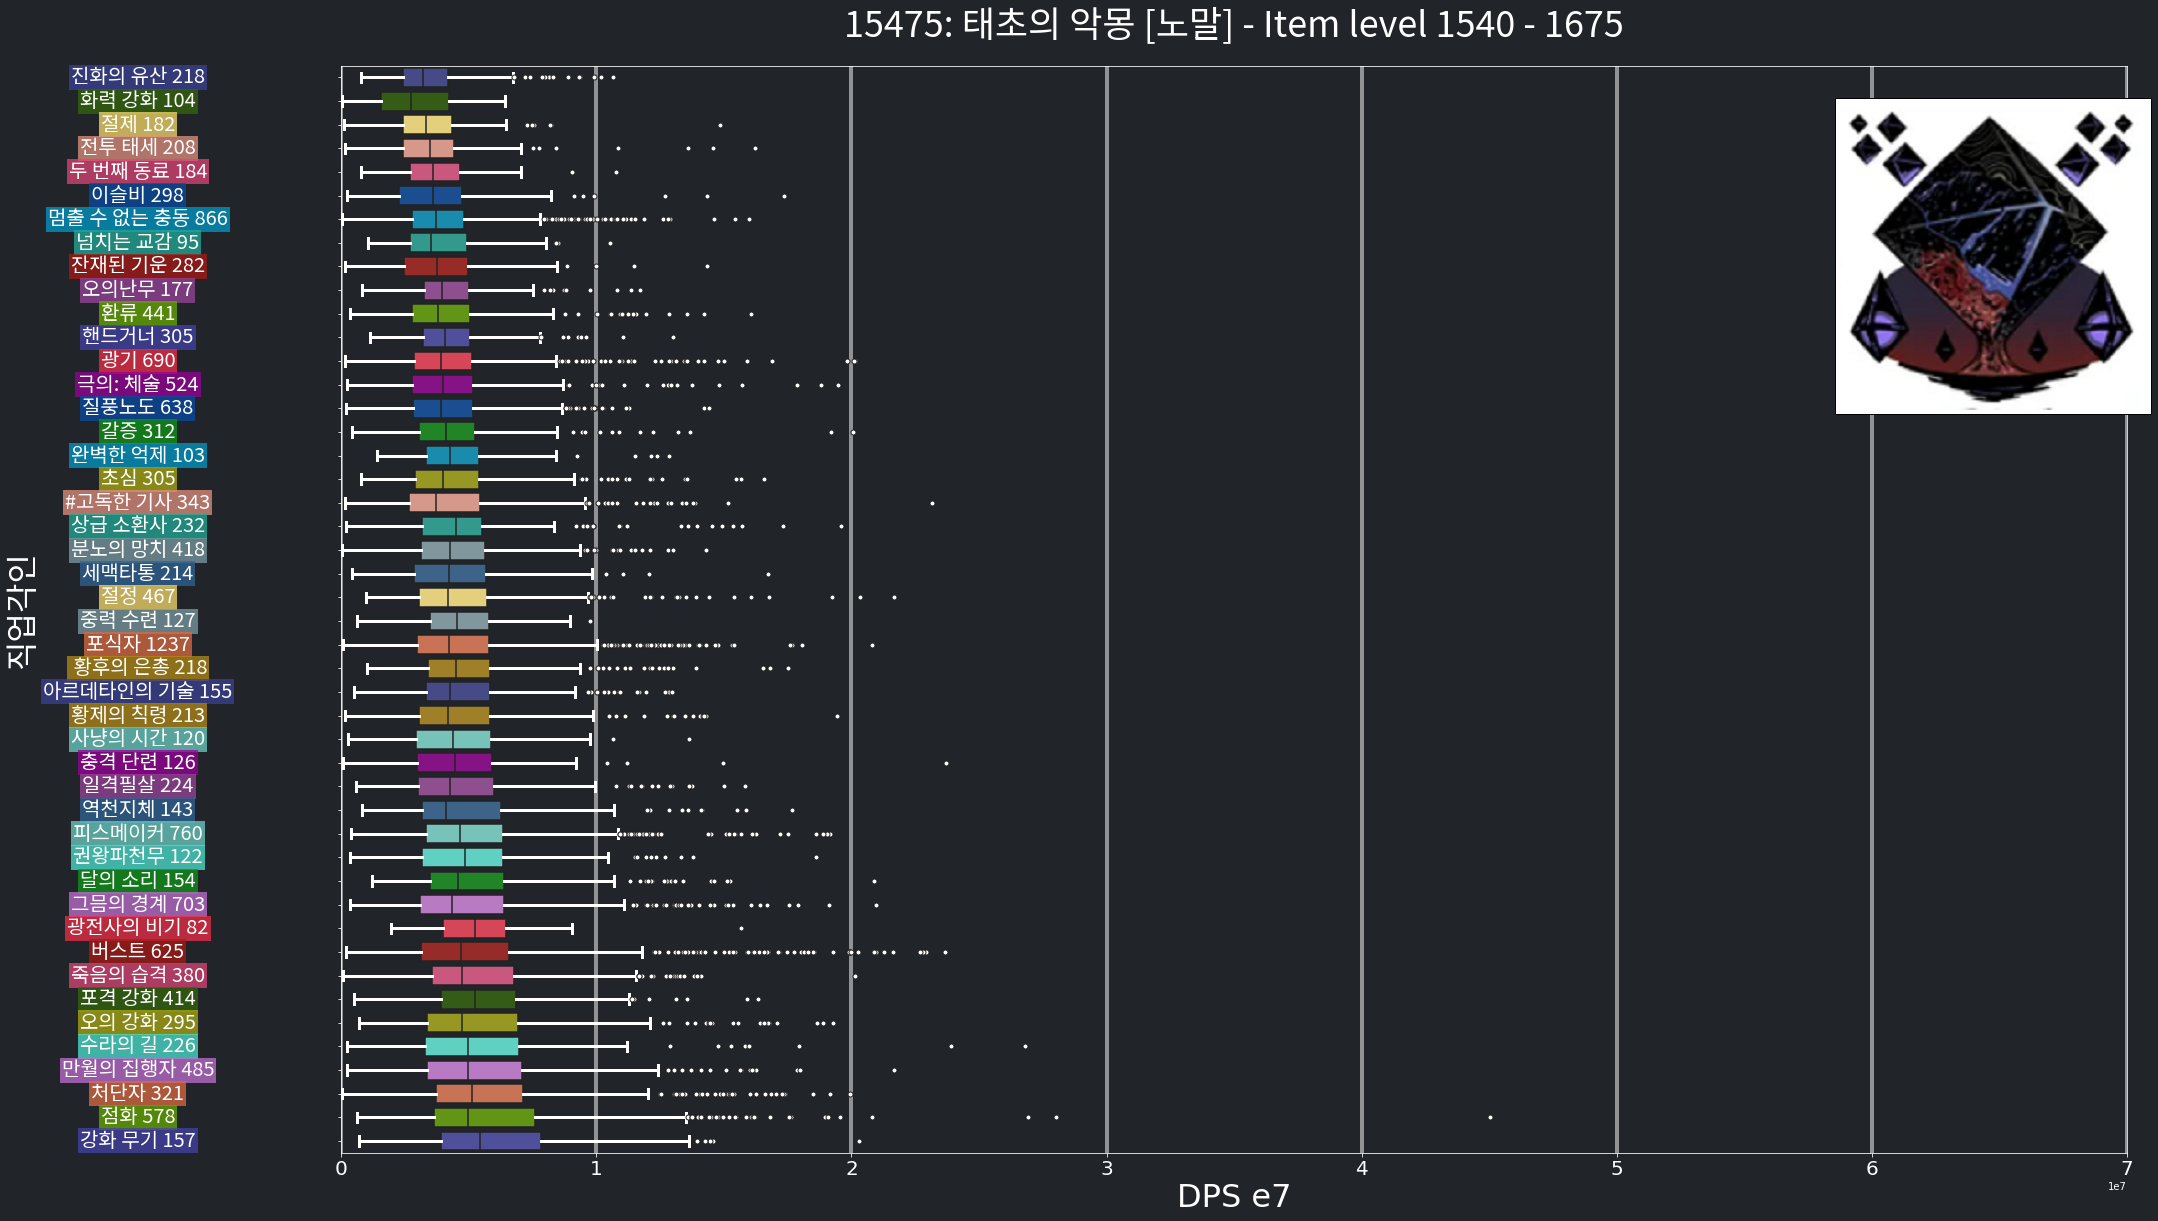 15475: 태초의 악몽 [노말] - Item level 1540 - 1675
진화의 유산 218
화력 강화 104
절제 182
전투 태세 208
두 번째 동료 184
이슬비 298
멈출 수 없는 충동 866
넘치는 교감 95
잔재된 기운 282
오의난무 177
환류 441
핸드거너 305
광기 690
극의: 체술 524
질풍노도 638
갈증 312
완벽한 억제 103
초심 305
#고독한 기사 343
상급 소환사 232
분노의 망치 418
세맥타통 214
절정 467
중력 수련 127
포식자 1237
황후의 은총 218
아르데타인의 기술 155
황제의 칙령 213
사냥의 시간 120
충격 단련 126
일격필살 224
역천지체 143
피스메이커 760
권왕파천무 122
달의 소리 154
그믐의 경계 703
광전사의 비기 82
버스트 625
죽음의 습격 380
포격 강화 414
오의 강화 295
수라의 길 226
만월의 집행자 485
처단자 321
점화 578
강화 무기 157
직업각인
0 1 2 3 4 5 6 7
1e7
DPS e7